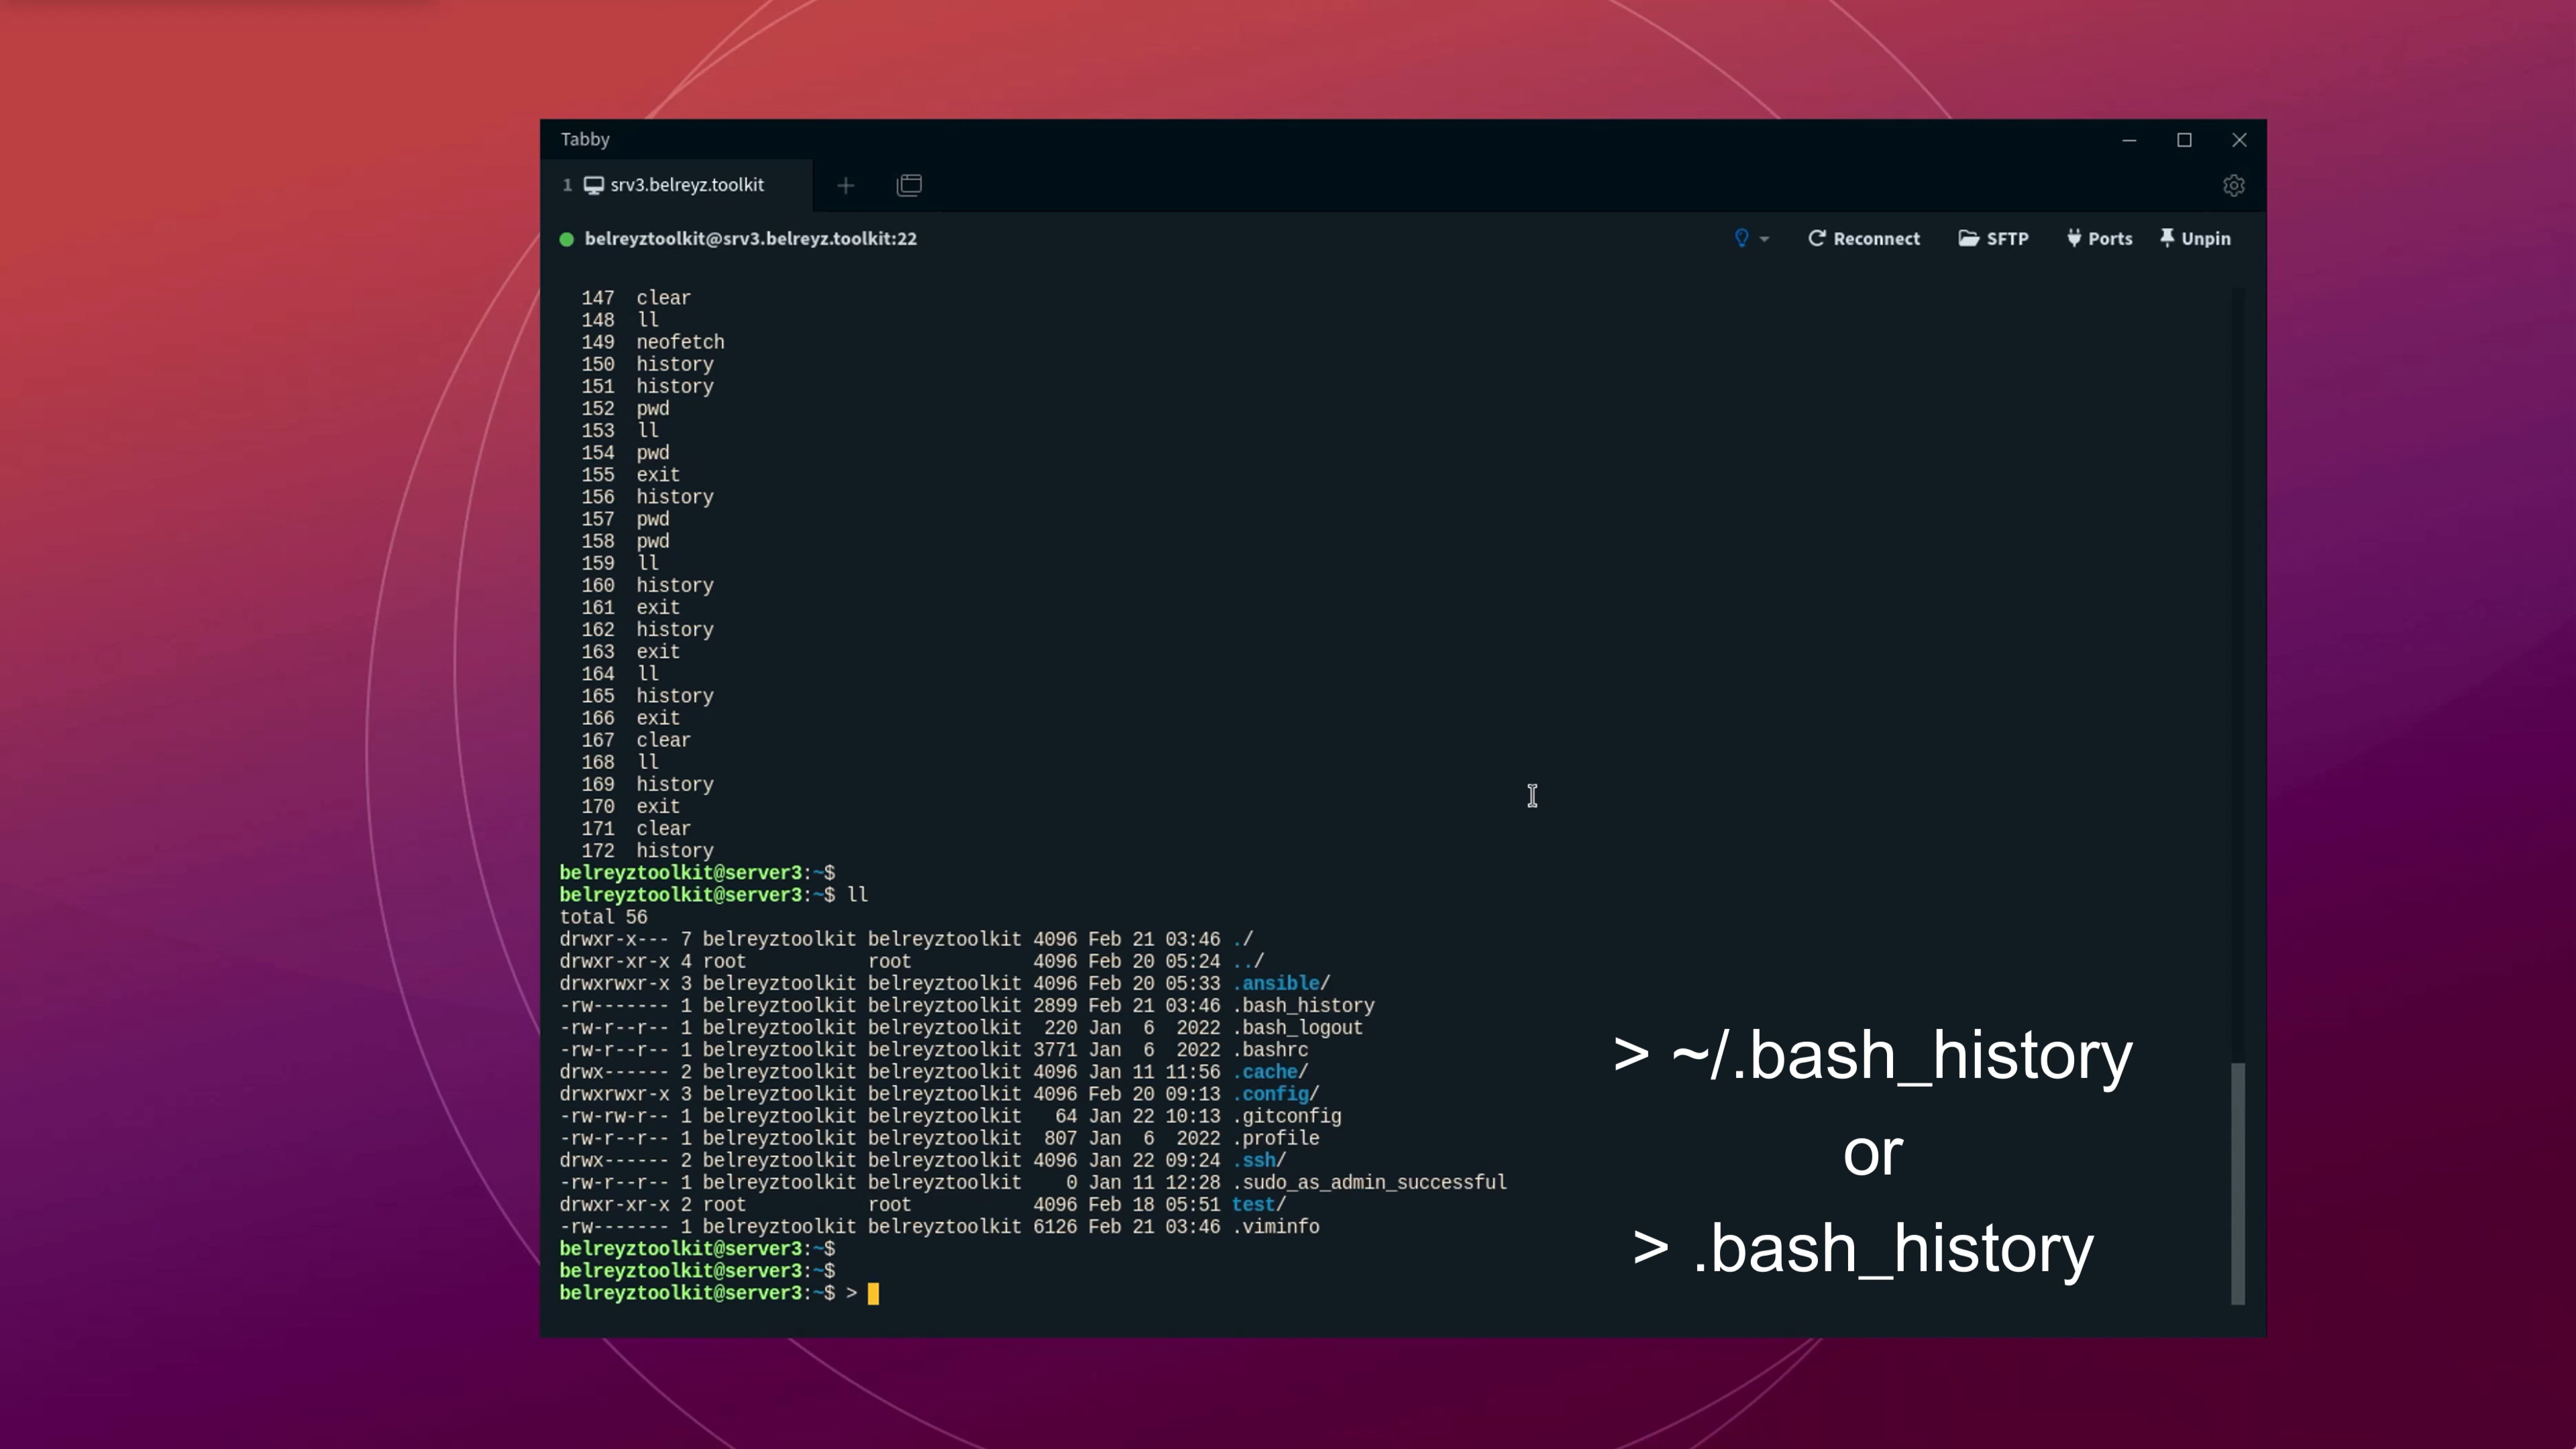 Tabby
1 srv3.belreyz.toolkit
belreyztoolkit@srv3.belreyz.toolkit:22 Reconnect SFTP Ports Unpin
147 clear
148 ll
149 neofetch
150 history
151 history
152 pwd
153 ll
154 pwd
155 exit
156 history
157 pwd
158 pwd
159 ll
160 history
161 exit
162 history
163 exit
164 ll
165 history
166 exit
167 clear
168 ll
169 history
170 exit
171 clear
172 history
belreyztoolkit@server3:~$
belreyztoolkit@server3:~$ ll
total 56
drwxr-x--- 7 belreyztoolkit belreyztoolkit 4096 Feb 21 03:46 ./
drwxr-xr-x 4 root root 4096 Feb 20 05:24 ../
drwxrwxr-x 3 belreyztoolkit belreyztoolkit 4096 Feb 20 05:33 .ansible/
-rw------- 1 belreyztoolkit belreyztoolkit 2899 Feb 21 03:46 .bash_history
-rw-r--r-- 1 belreyztoolkit belreyztoolkit 220 Jan 6 2022 .bash_logout
-rw-r--r-- 1 belreyztoolkit belreyztoolkit 3771 Jan 6 2022 .bashrc
drwx------ 2 belreyztoolkit belreyztoolkit 4096 Jan 11 11:56 .cache/
drwxrwxr-x 3 belreyztoolkit belreyztoolkit 4096 Feb 20 09:13 .config/
-rw-rw-r-- 1 belreyztoolkit belreyztoolkit 64 Jan 22 10:13 .gitconfig
-rw-r--r-- 1 belreyztoolkit belreyztoolkit 807 Jan 6 2022 .profile
drwx------ 2 belreyztoolkit belreyztoolkit 4096 Jan 22 09:24 .ssh/
-rw-r--r-- 1 belreyztoolkit belreyztoolkit 0 Jan 11 12:28 .sudo_as_admin_successful
drwxr-xr-x 2 root root 4096 Feb 18 05:51 test/
-rw------- 1 belreyztoolkit belreyztoolkit 6126 Feb 21 03:46 .viminfo
belreyztoolkit@server3:~$
belreyztoolkit@server3:~$
belreyztoolkit@server3:~$ >
> ~/.bash_history
or
> .bash_history